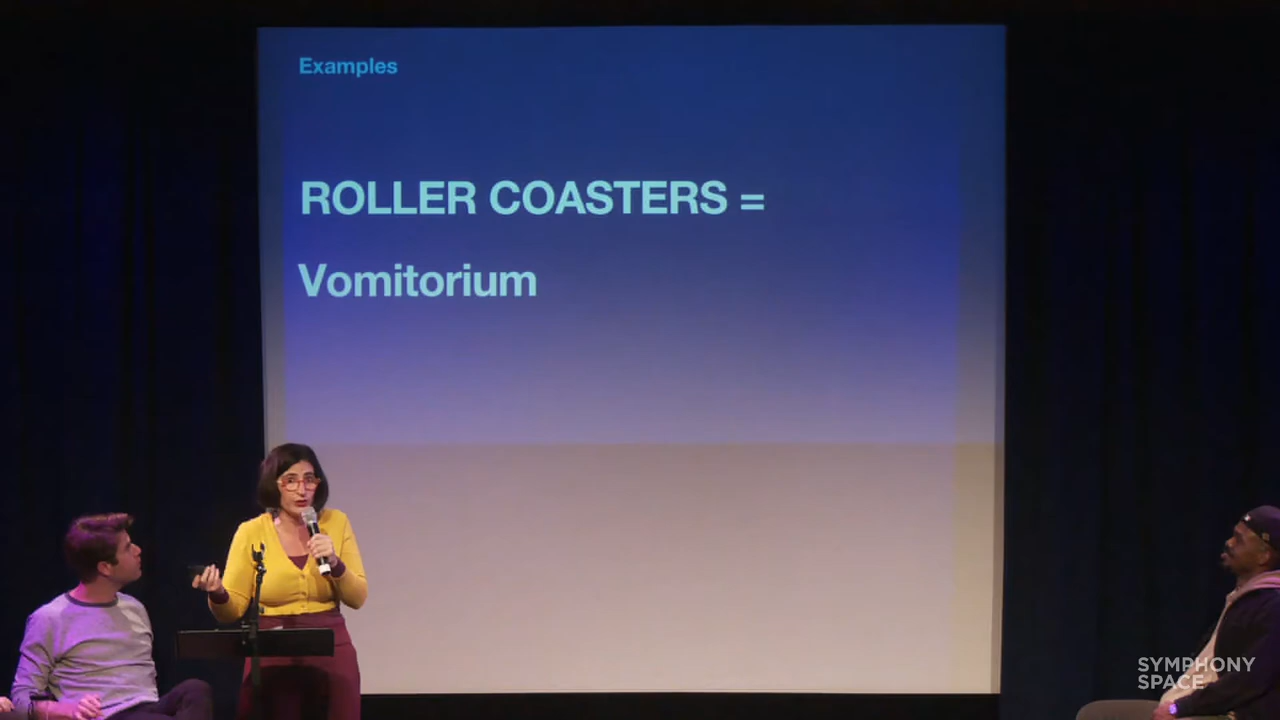 Examples
ROLLER COASTERS =
Vomitorium
SYMPHONY
SPACE